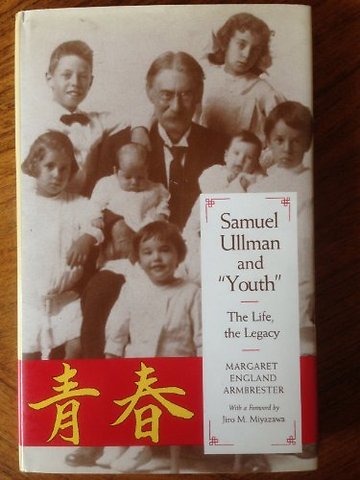 Samuel
Ullman
and
"Youth"
The Life,
the Legacy
MARGARET
ENGLAND
ARMBRESTER
With a Foreword by
Jiro M. Miyazawa
青春